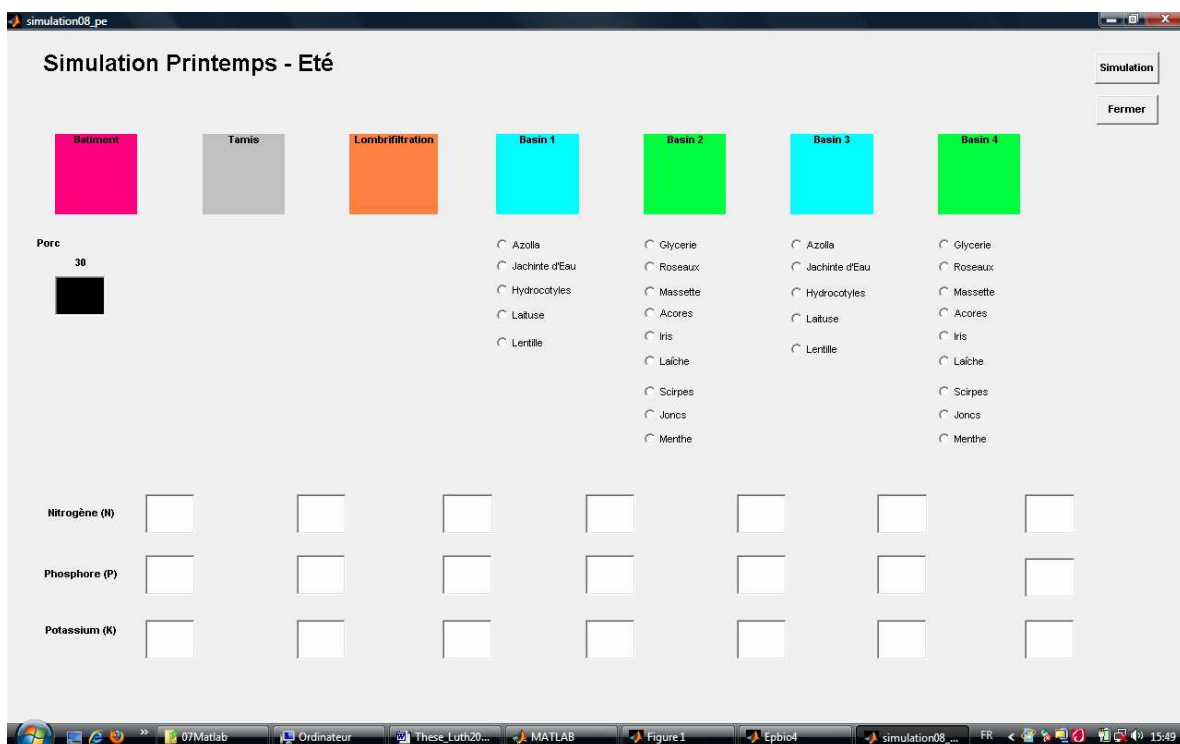 simulation08_pe
Simulation Printemps - Eté
Simulation
Fermer
Batiment
Tamis
Lombrifiltration
Basin 1
Basin 2
Basin 3
Basin 4
Porc
30
Azolla
Jachinte d'Eau
Hydrocotyles
Laituse
Lentille
Glycerie
Roseaux
Massette
Acores
Iris
Laîche
Scirpes
Joncs
Menthe
Azolla
Jachinte d'Eau
Hydrocotyles
Laituse
Lentille
Glycerie
Roseaux
Massette
Acores
Iris
Laîche
Scirpes
Joncs
Menthe
Nitrogène (N)
Phosphore (P)
Potassium (K)
» 07Matlab Ordinateur These_Luth20... MATLAB Figure 1 Epbio4 simulation08_... FR < 15:49